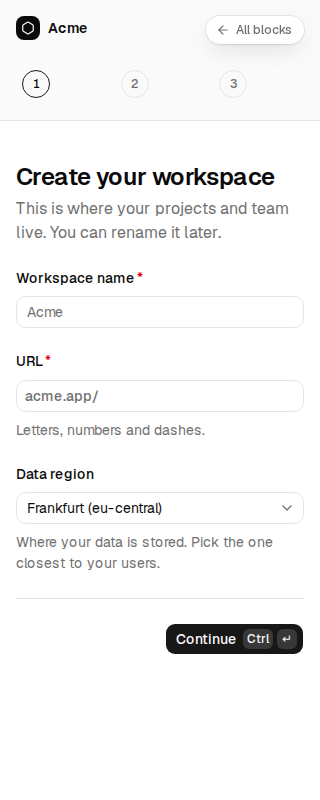 Acme
All blocks
1
2
3
Create your workspace
This is where your projects and team
live. You can rename it later.
Workspace name *
Acme
URL *
acme.app/
Letters, numbers and dashes.
Data region
Frankfurt (eu-central)
Where your data is stored. Pick the one
closest to your users.
Continue Ctrl ↵